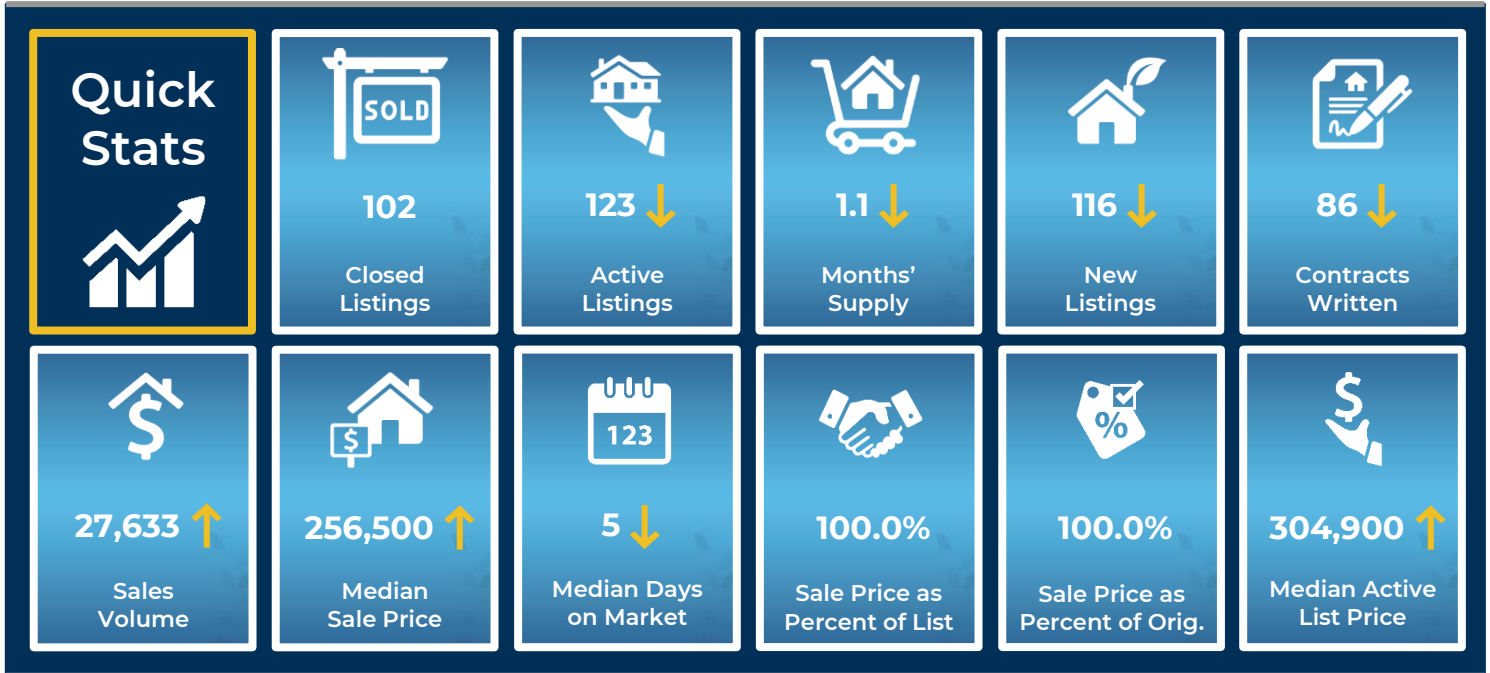 Quick
Stats
SOLD
102
Closed
Listings
123
Active
Listings
1.1
Months’
Supply
116
New
Listings
86
Contracts
Written
$
27,633
Sales
Volume
$
256,500
Median
Sale Price
123
5
Median Days
on Market
100.0%
Sale Price as
Percent of List
%
100.0%
Sale Price as
Percent of Orig.
$
304,900
Median Active
List Price